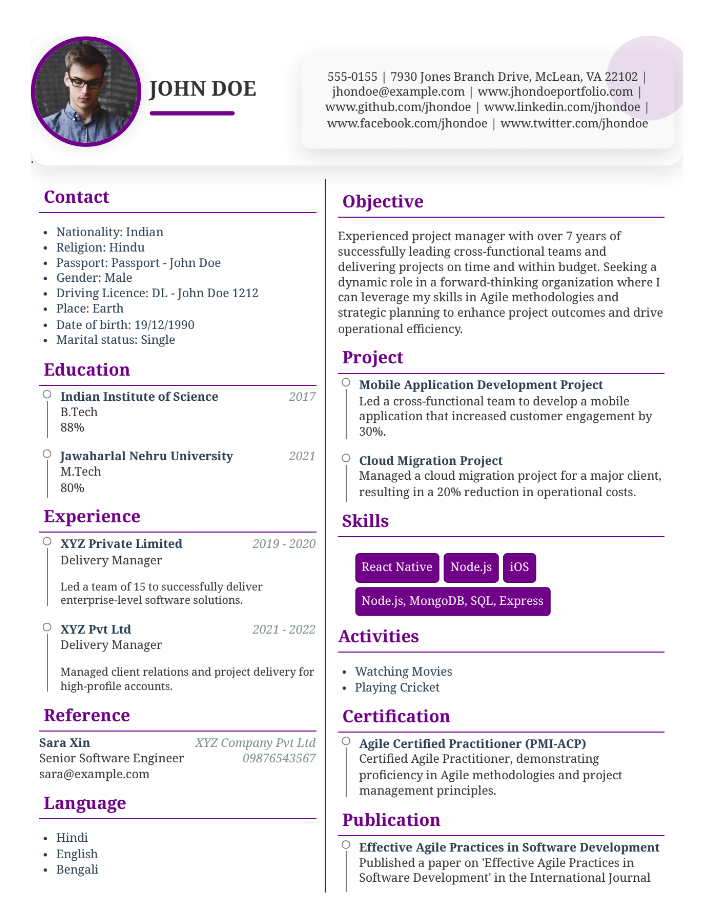 JOHN DOE
555-0155 | 7930 Jones Branch Drive, McLean, VA 22102 |
jhondoe@example.com | www.jhondoeportfolio.com |
www.github.com/jhondoe | www.linkedin.com/jhondoe |
www.facebook.com/jhondoe | www.twitter.com/jhondoe
.
Contact
• Nationality: Indian
• Religion: Hindu
• Passport: Passport - John Doe
• Gender: Male
• Driving Licence: DL - John Doe 1212
• Place: Earth
• Date of birth: 19/12/1990
• Marital status: Single
Education
Indian Institute of Science 2017
B.Tech
88%
Jawaharlal Nehru University 2021
M.Tech
80%
Experience
XYZ Private Limited 2019 - 2020
Delivery Manager
Led a team of 15 to successfully deliver
enterprise-level software solutions.
XYZ Pvt Ltd 2021 - 2022
Delivery Manager
Managed client relations and project delivery for
high-profile accounts.
Reference
Sara Xin XYZ Company Pvt Ltd
Senior Software Engineer 09876543567
sara@example.com
Language
• Hindi
• English
• Bengali
Objective
Experienced project manager with over 7 years of
successfully leading cross-functional teams and
delivering projects on time and within budget. Seeking a
dynamic role in a forward-thinking organization where I
can leverage my skills in Agile methodologies and
strategic planning to enhance project outcomes and drive
operational efficiency.
Project
Mobile Application Development Project
Led a cross-functional team to develop a mobile
application that increased customer engagement by
30%.
Cloud Migration Project
Managed a cloud migration project for a major client,
resulting in a 20% reduction in operational costs.
Skills
React Native Node.js iOS
Node.js, MongoDB, SQL, Express
Activities
• Watching Movies
• Playing Cricket
Certification
Agile Certified Practitioner (PMI-ACP)
Certified Agile Practitioner, demonstrating
proficiency in Agile methodologies and project
management principles.
Publication
Effective Agile Practices in Software Development
Published a paper on 'Effective Agile Practices in
Software Development' in the International Journal